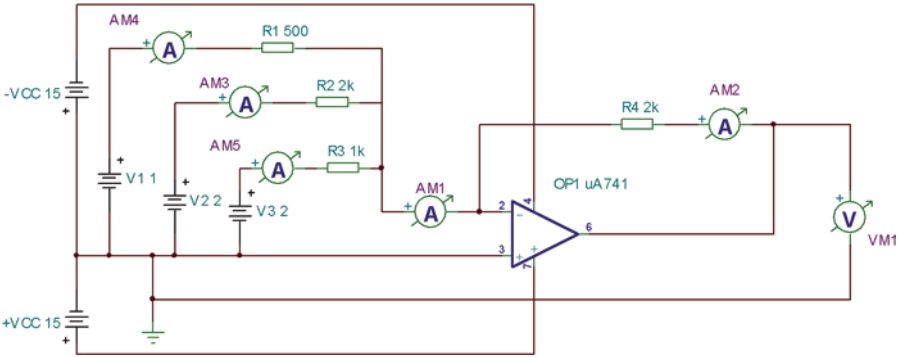 AM4
A
R1 500
-VCC 15
AM3
A
R2 2k
AM2
R4 2k
A
AM5
A
R3 1k
V1 1
V2 2
V3 2
AM1
A
OP1 uA741
2
4
6
3
7
V
VM1
+VCC 15